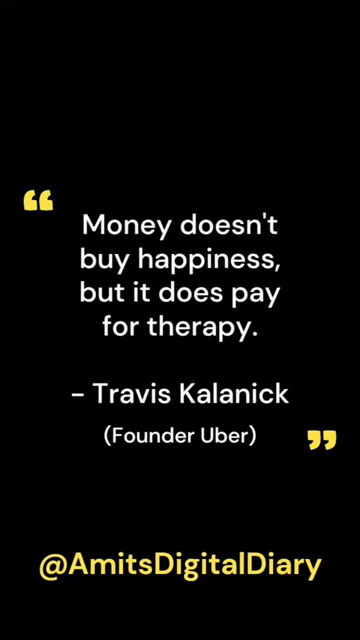 “
Money doesn't
buy happiness,
but it does pay
for therapy.
- Travis Kalanick
(Founder Uber)
”
@AmitsDigitalDiary